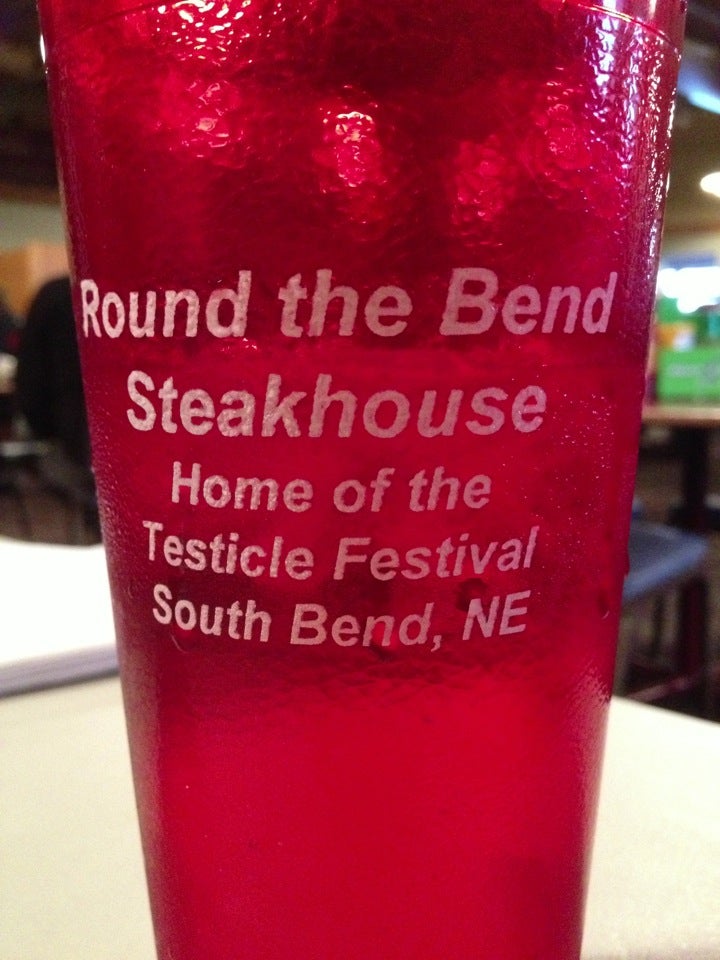 Round the Bend
Steakhouse
Home of the
Testicle Festival
South Bend, NE